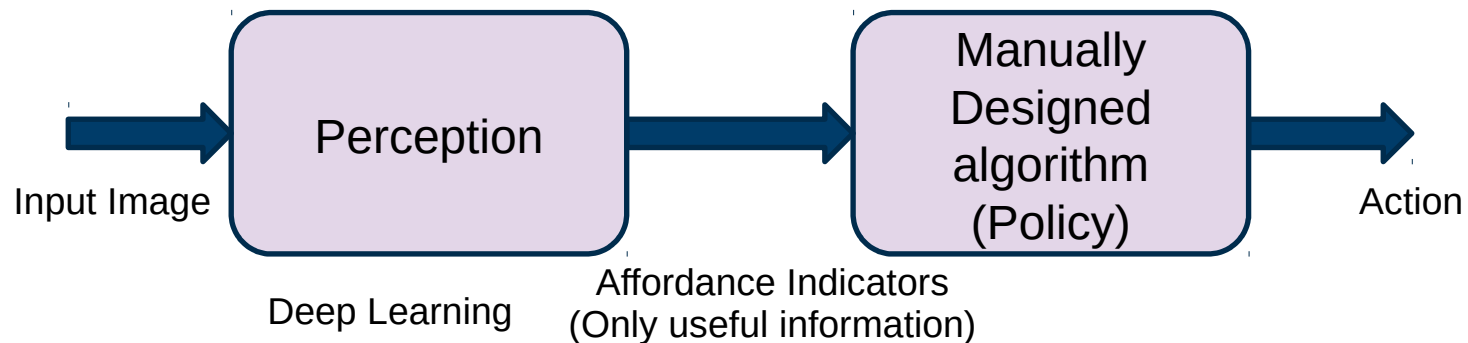 Input Image
Perception
Deep Learning
Affordance Indicators
(Only useful information)
Manually
Designed
algorithm
(Policy)
Action